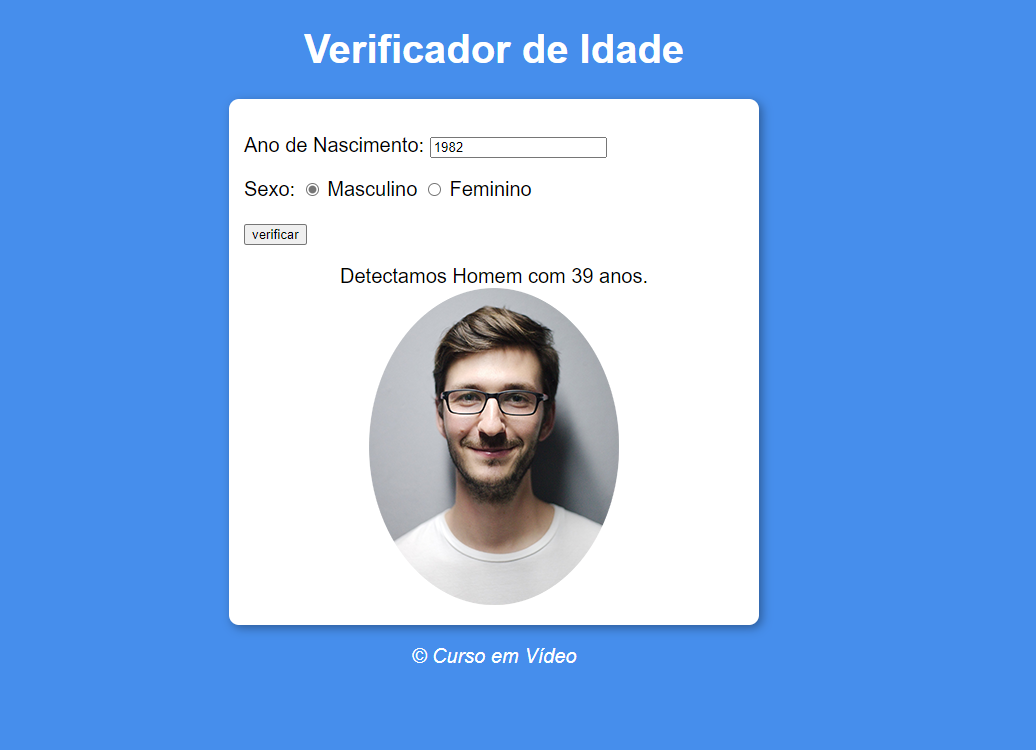 Verificador de Idade
Ano de Nascimento: 1982
Sexo: Masculino Feminino
verificar
Detectamos Homem com 39 anos.
© Curso em Vídeo